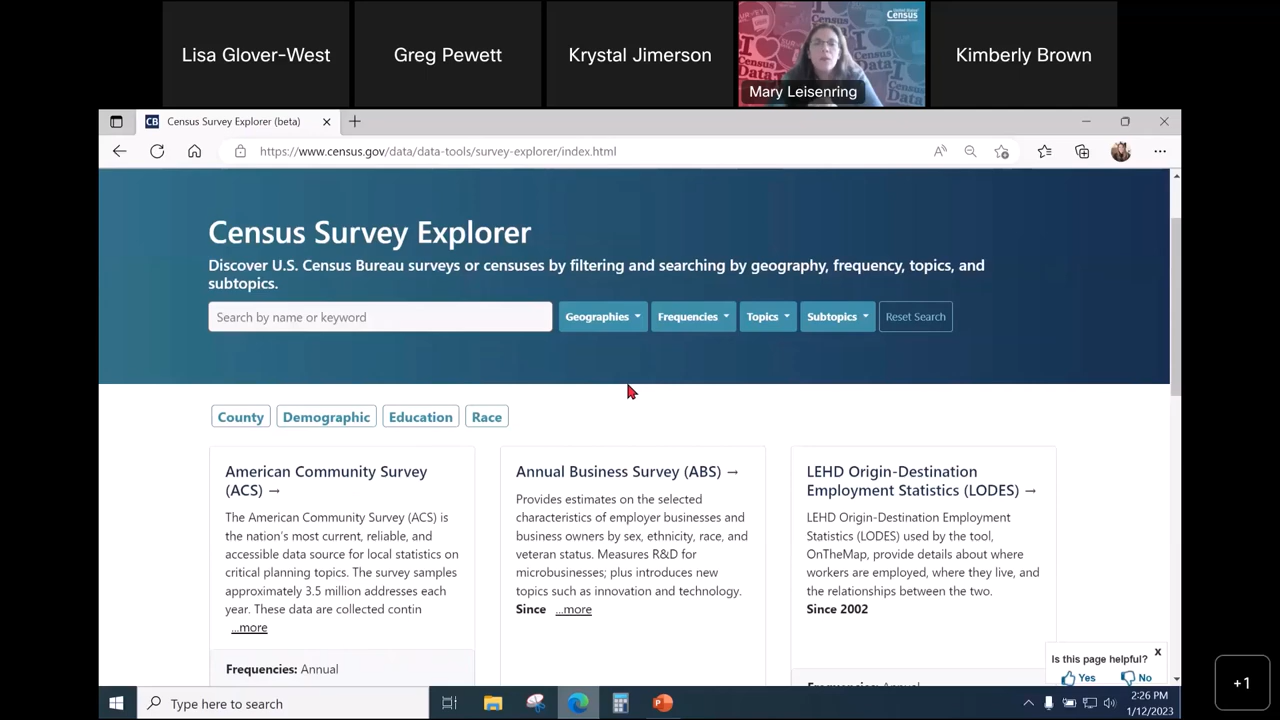 Lisa Glover-West
Greg Pewett
Krystal Jimerson
United States
Census
Mary Leisenring
Kimberly Brown
CB
Census Survey Explorer (beta)
https://www.census.gov/data/data-tools/survey-explorer/index.html
Census Survey Explorer
Discover U.S. Census Bureau surveys or censuses by filtering and searching by geography, frequency, topics, and
subtopics.
Search by name or keyword
Geographies
Frequencies
Topics
Subtopics
Reset Search
County
Demographic
Education
Race
American Community Survey
(ACS) →
The American Community Survey (ACS) is
the nation's most current, reliable, and
accessible data source for local statistics on
critical planning topics. The survey samples
approximately 3.5 million addresses each
year. These data are collected contin
...more
Frequencies: Annual
Annual Business Survey (ABS) →
Provides estimates on the selected
characteristics of employer businesses and
business owners by sex, ethnicity, race, and
veteran status. Measures R&D for
microbusinesses; plus introduces new
topics such as innovation and technology.
Since ...more
LEHD Origin-Destination
Employment Statistics (LODES) →
LEHD Origin-Destination Employment
Statistics (LODES) used by the tool,
OnTheMap, provide details about where
workers are employed, where they live, and
the relationships between the two.
Since 2002
Is this page helpful?
X
Yes
No
Type here to search
2:26 PM
1/12/2023
+1